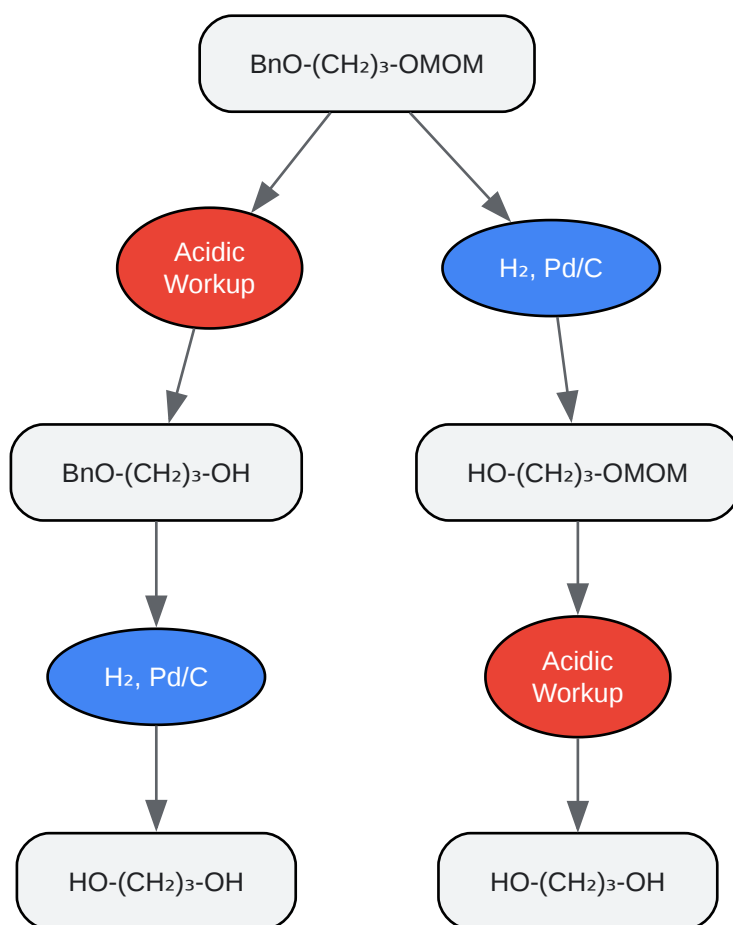 BnO-(CH₂)₃-OMOM
Acidic
Workup
H₂, Pd/C
BnO-(CH₂)₃-OH
HO-(CH₂)₃-OMOM
H₂, Pd/C
Acidic
Workup
HO-(CH₂)₃-OH
HO-(CH₂)₃-OH